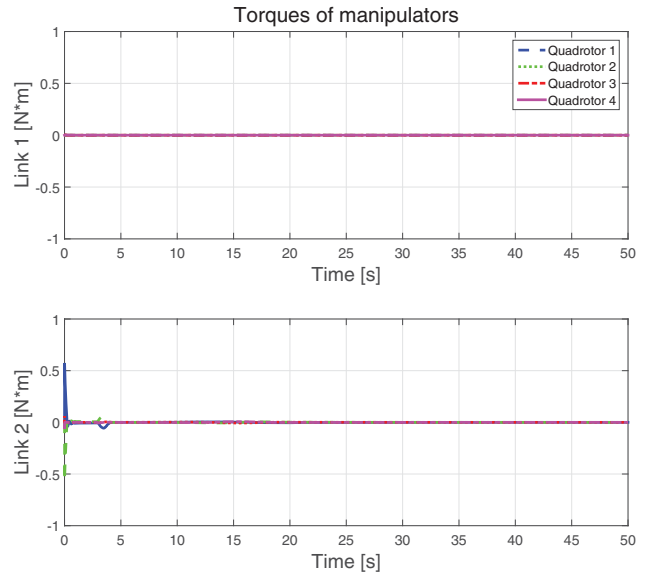 Torques of manipulators
1
0.5
0
-0.5
-1
Link 1 [N*m]
Quadrotor 1
Quadrotor 2
Quadrotor 3
Quadrotor 4
0 5 10 15 20 25 30 35 40 45 50
Time [s]
1
0.5
0
-0.5
-1
Link 2 [N*m]
0 5 10 15 20 25 30 35 40 45 50
Time [s]